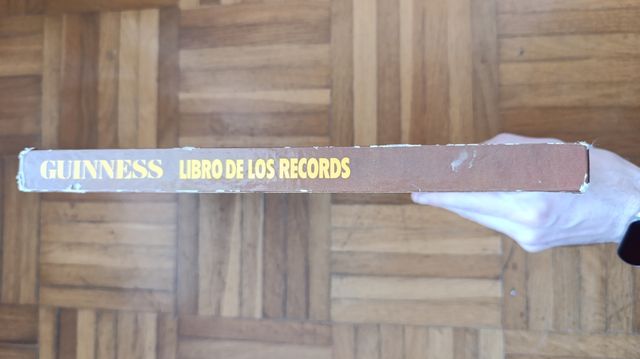 GUINNESS LIBRO DE LOS RECORDS